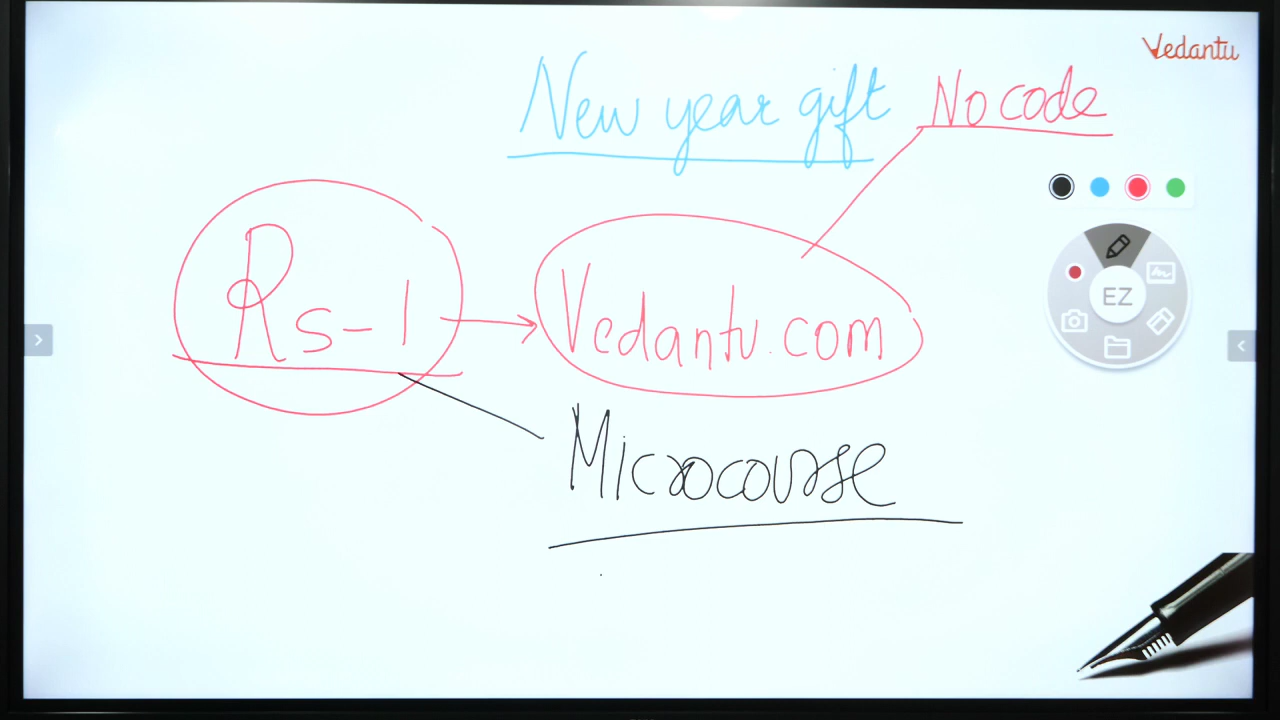 Vedantu
New year gift
No code
Rs-1
Vedantu.com
Microcourse
EZ